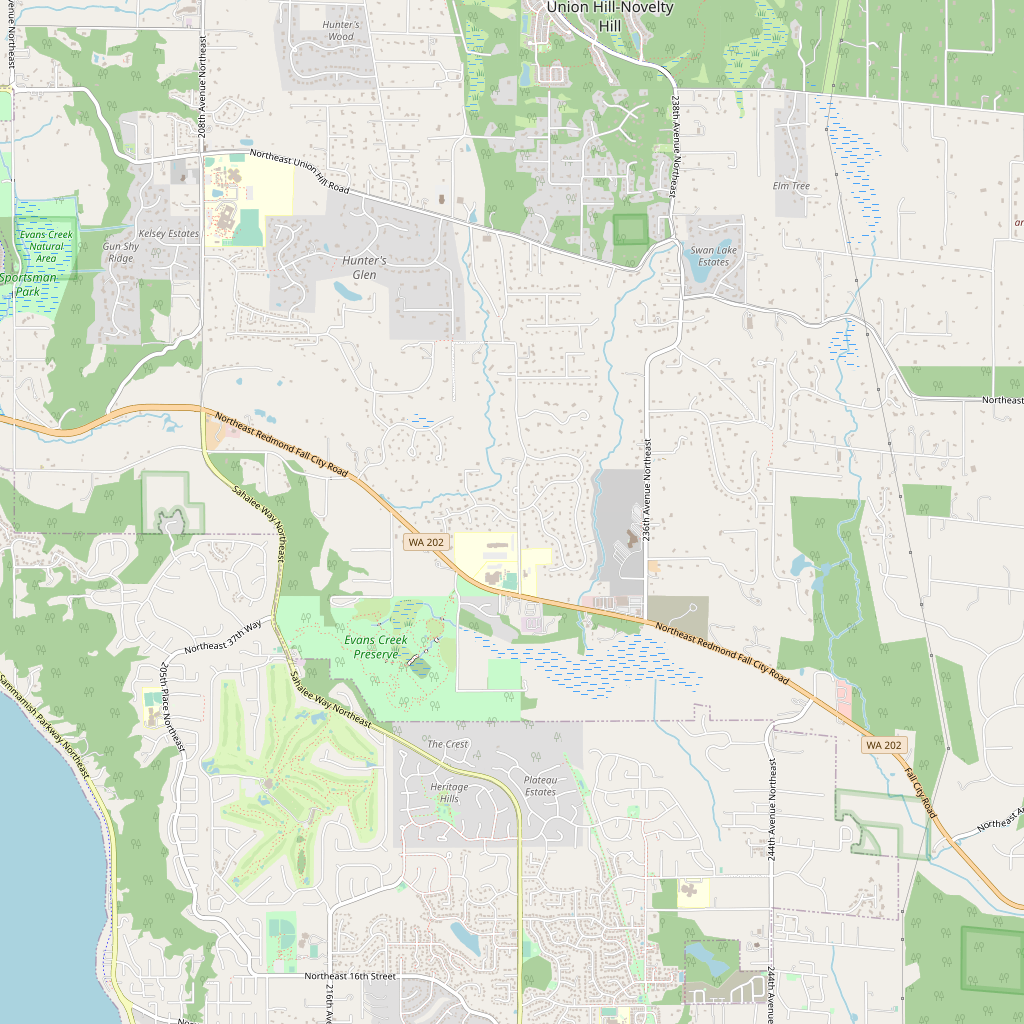 Union Hill-Novelty
Hill
Hunter's
Wood
Avenue Northeast
208th Avenue Northeast
238th Avenue Northeast
Northeast Union Hill Road
Elm Tree
Evans Creek
Natural
Area
Kelsey Estates
Gun Shy
Ridge
Hunter's
Glen
Swan Lake
Estates
Sportsman
Park
Northeast
Northeast Redmond Fall City Road
236th Avenue Northeast
Sahalee Way Northeast
WA 202
Northeast 37th Way
Evans Creek
Preserve
Northeast Redmond Fall City Road
205th Place Northeast
Sahalee Way Northeast
Sammamish Parkway Northeast
The Crest
Heritage
Hills
Plateau
Estates
WA 202
Fall City Road
244th Avenue Northeast
Northeast 16th Street
216th Ave
244th Avenue